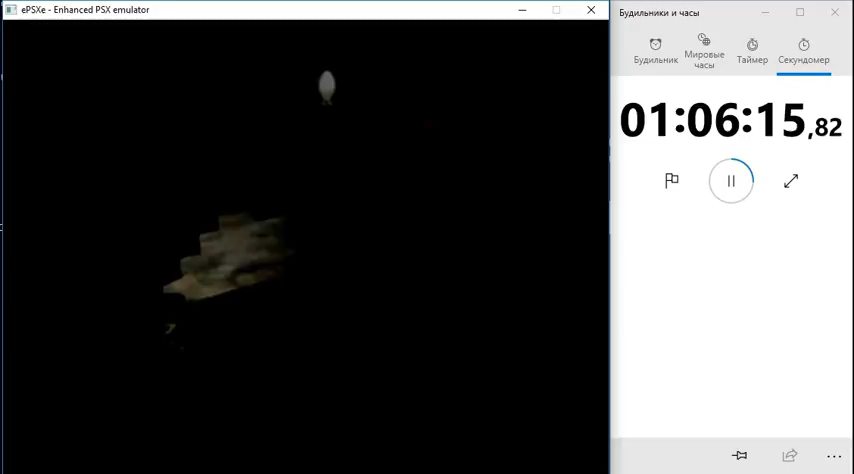 ePSXe - Enhanced PSX emulator
Будильники и часы
Будильник
Мировые
часы
Таймер
Секундомер
01:06:15,82